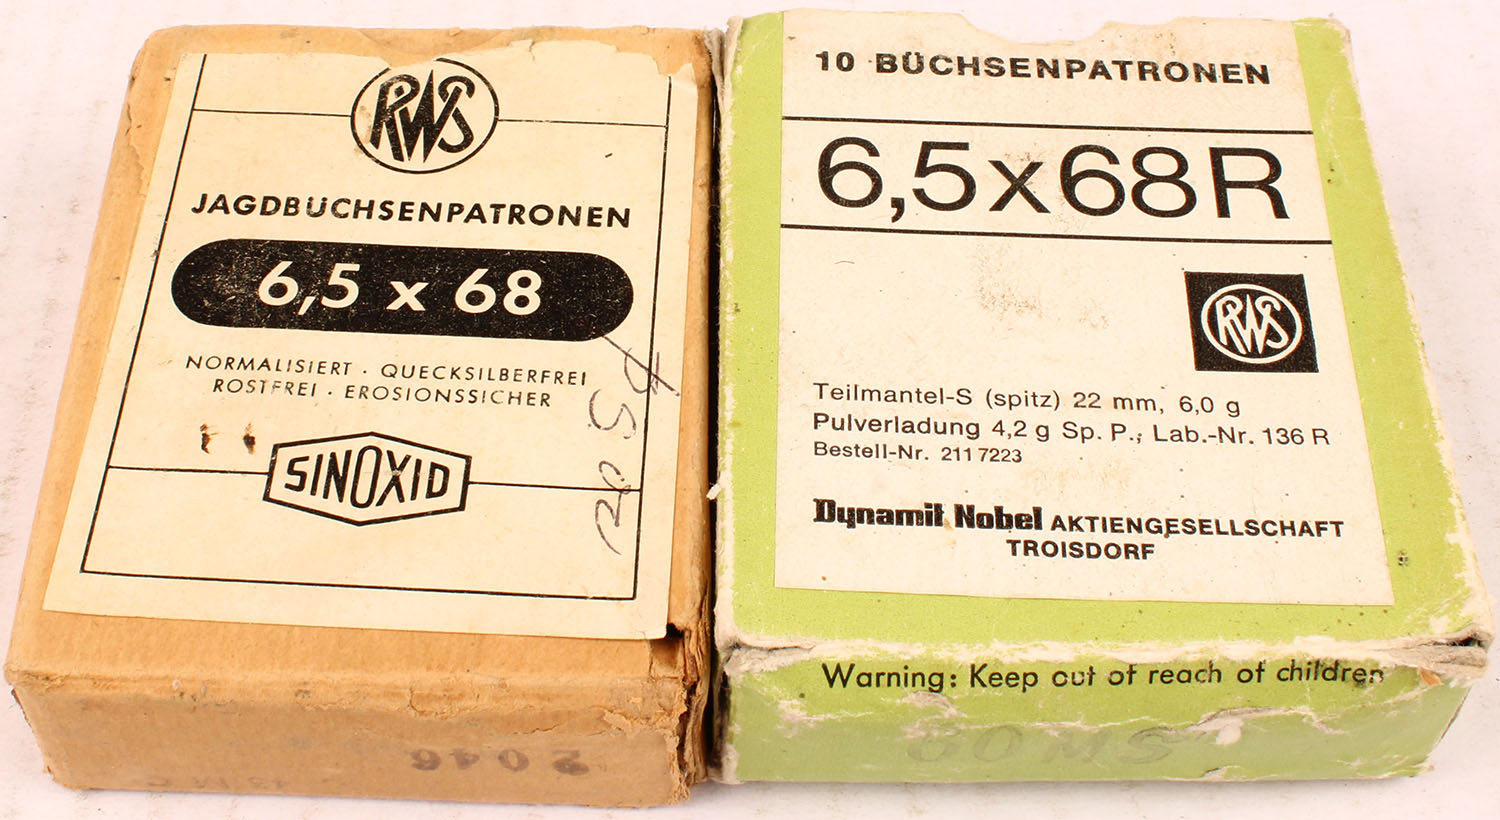 RWS
JAGDBÜCHSENPATRONEN
6,5 x 68
NORMALISIERT · QUECKSILBERFREI
ROSTFREI · EROSIONSSICHER
SINOXID
2046
10 BÜCHSENPATRONEN
6,5x68R
RWS
Teilmantel-S (spitz) 22 mm, 6,0 g
Pulverladung 4,2 g Sp. P., Lab.-Nr. 136 R
Bestell-Nr. 211 7223
Dynamit Nobel AKTIENGESELLSCHAFT
TROISDORF
Warning: Keep out of reach of children